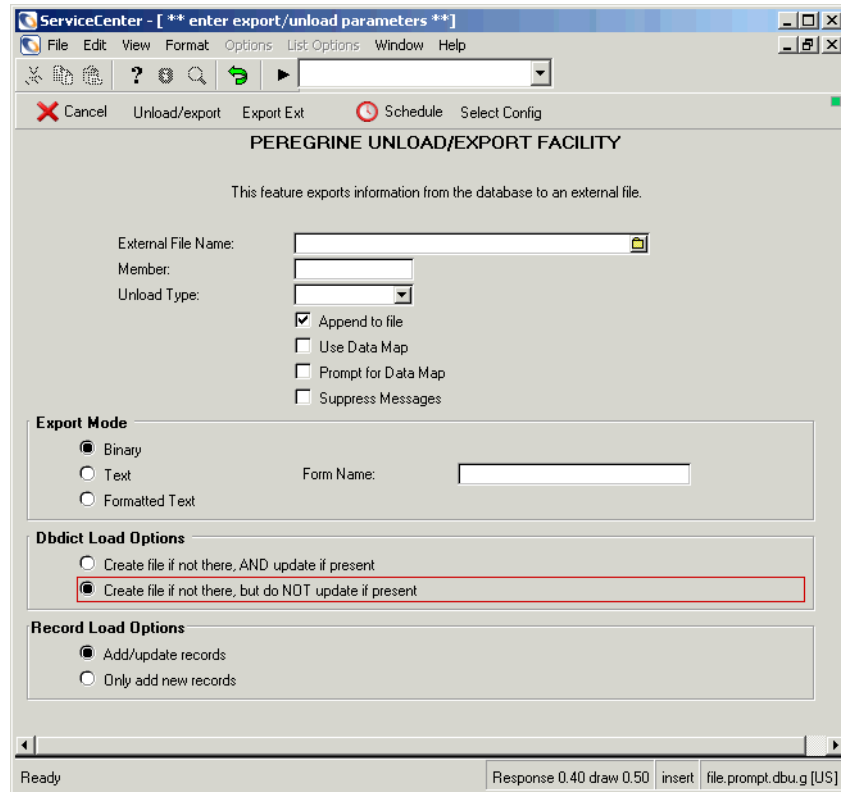 ServiceCenter - [ ** enter export/unload parameters **]
File Edit View Format Options List Options Window Help
Cancel Unload/export Export Ext Schedule Select Config
PEREGRINE UNLOAD/EXPORT FACILITY
This feature exports information from the database to an external file.
External File Name:
Member:
Unload Type:
Append to file
Use Data Map
Prompt for Data Map
Suppress Messages
Export Mode
Binary
Text Form Name:
Formatted Text
Dbdict Load Options
Create file if not there, AND update if present
Create file if not there, but do NOT update if present
Record Load Options
Add/update records
Only add new records
Ready Response 0.40 draw 0.50 insert file.prompt.dbu.g [US]